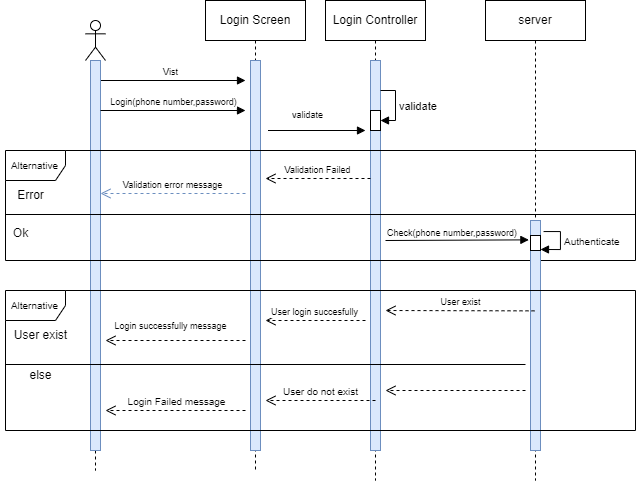 Login Screen
Login Controller
server
Vist
Login(phone number,password)
validate
validate
Alternative
Validation Failed
Validation error message
Error
Ok
Check(phone number,password)
Authenticate
Alternative
User exist
User login succesfully
Login successfully message
User exist
else
User do not exist
Login Failed message